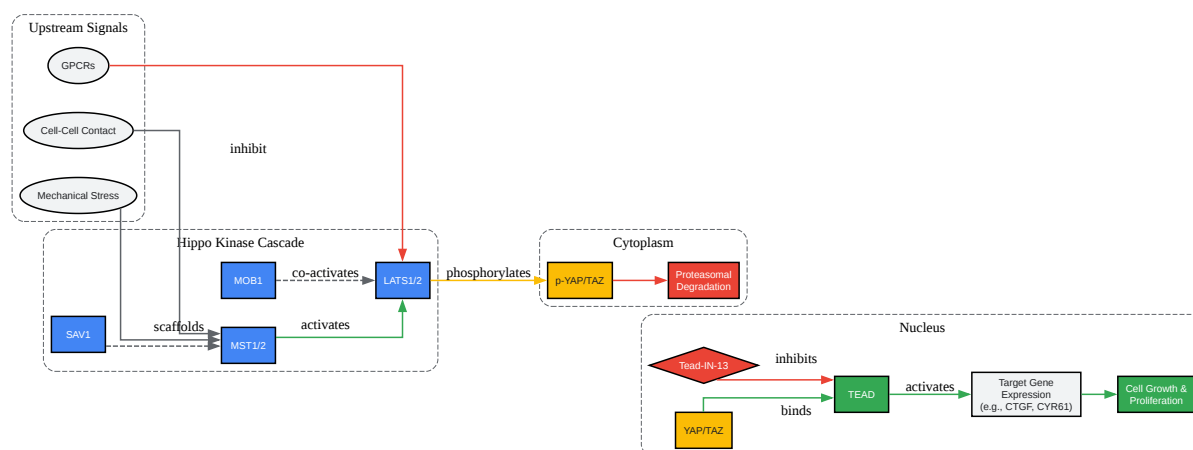 Upstream Signals
GPCRs
Cell-Cell Contact
inhibit
Mechanical Stress
Hippo Kinase Cascade
MOB1
co-activates
LATS1/2
phosphorylates
SAV1
scaffolds
MST1/2
activates
Cytoplasm
p-YAP/TAZ
Proteasomal
Degradation
Nucleus
Tead-IN-13
inhibits
YAP/TAZ
binds
TEAD
activates
Target Gene
Expression
(e.g., CTGF, CYR61)
Cell Growth &
Proliferation